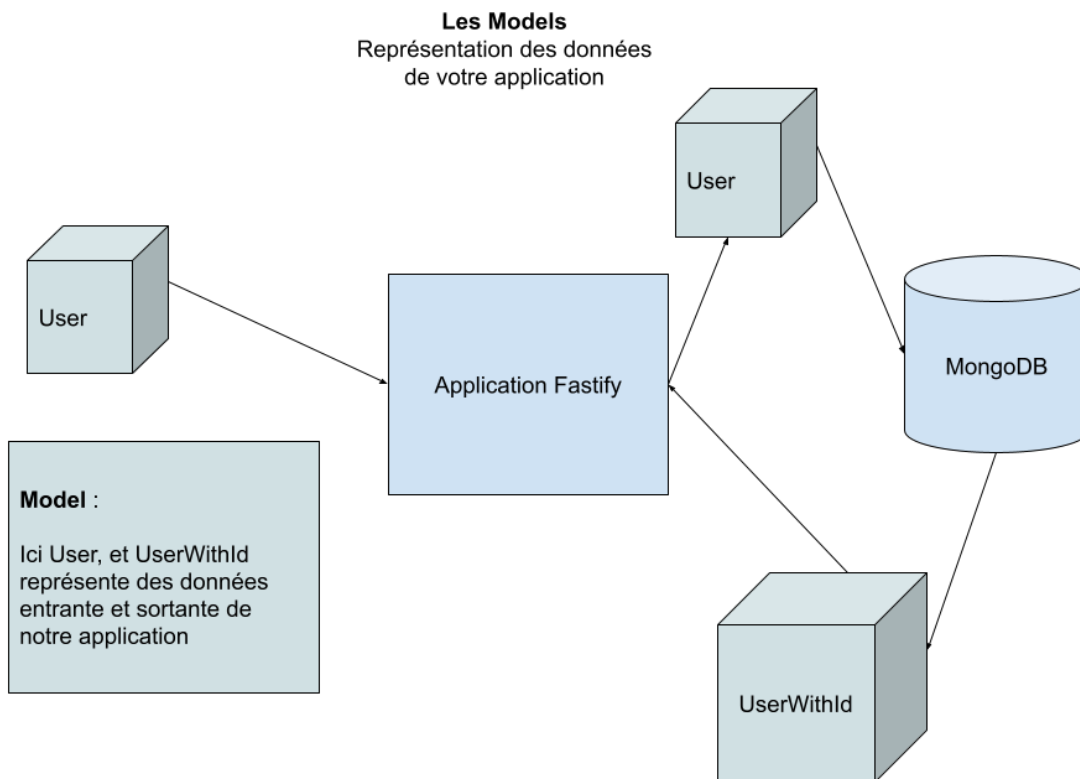 Les Models
Représentation des données
de votre application
User
User
Application Fastify
MongoDB
Model :
Ici User, et UserWithId
représente des données
entrante et sortante de
notre application
UserWithId